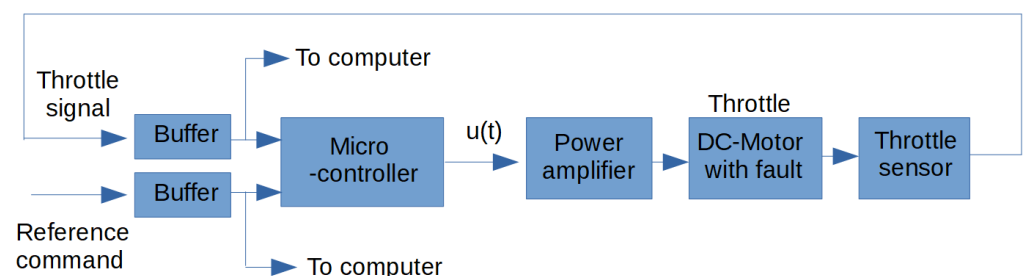 To computer
Throttle
signal
Buffer
Micro
-controller
u(t)
Power
amplifier
Throttle
DC-Motor
with fault
Throttle
sensor
Buffer
Reference
command
To computer